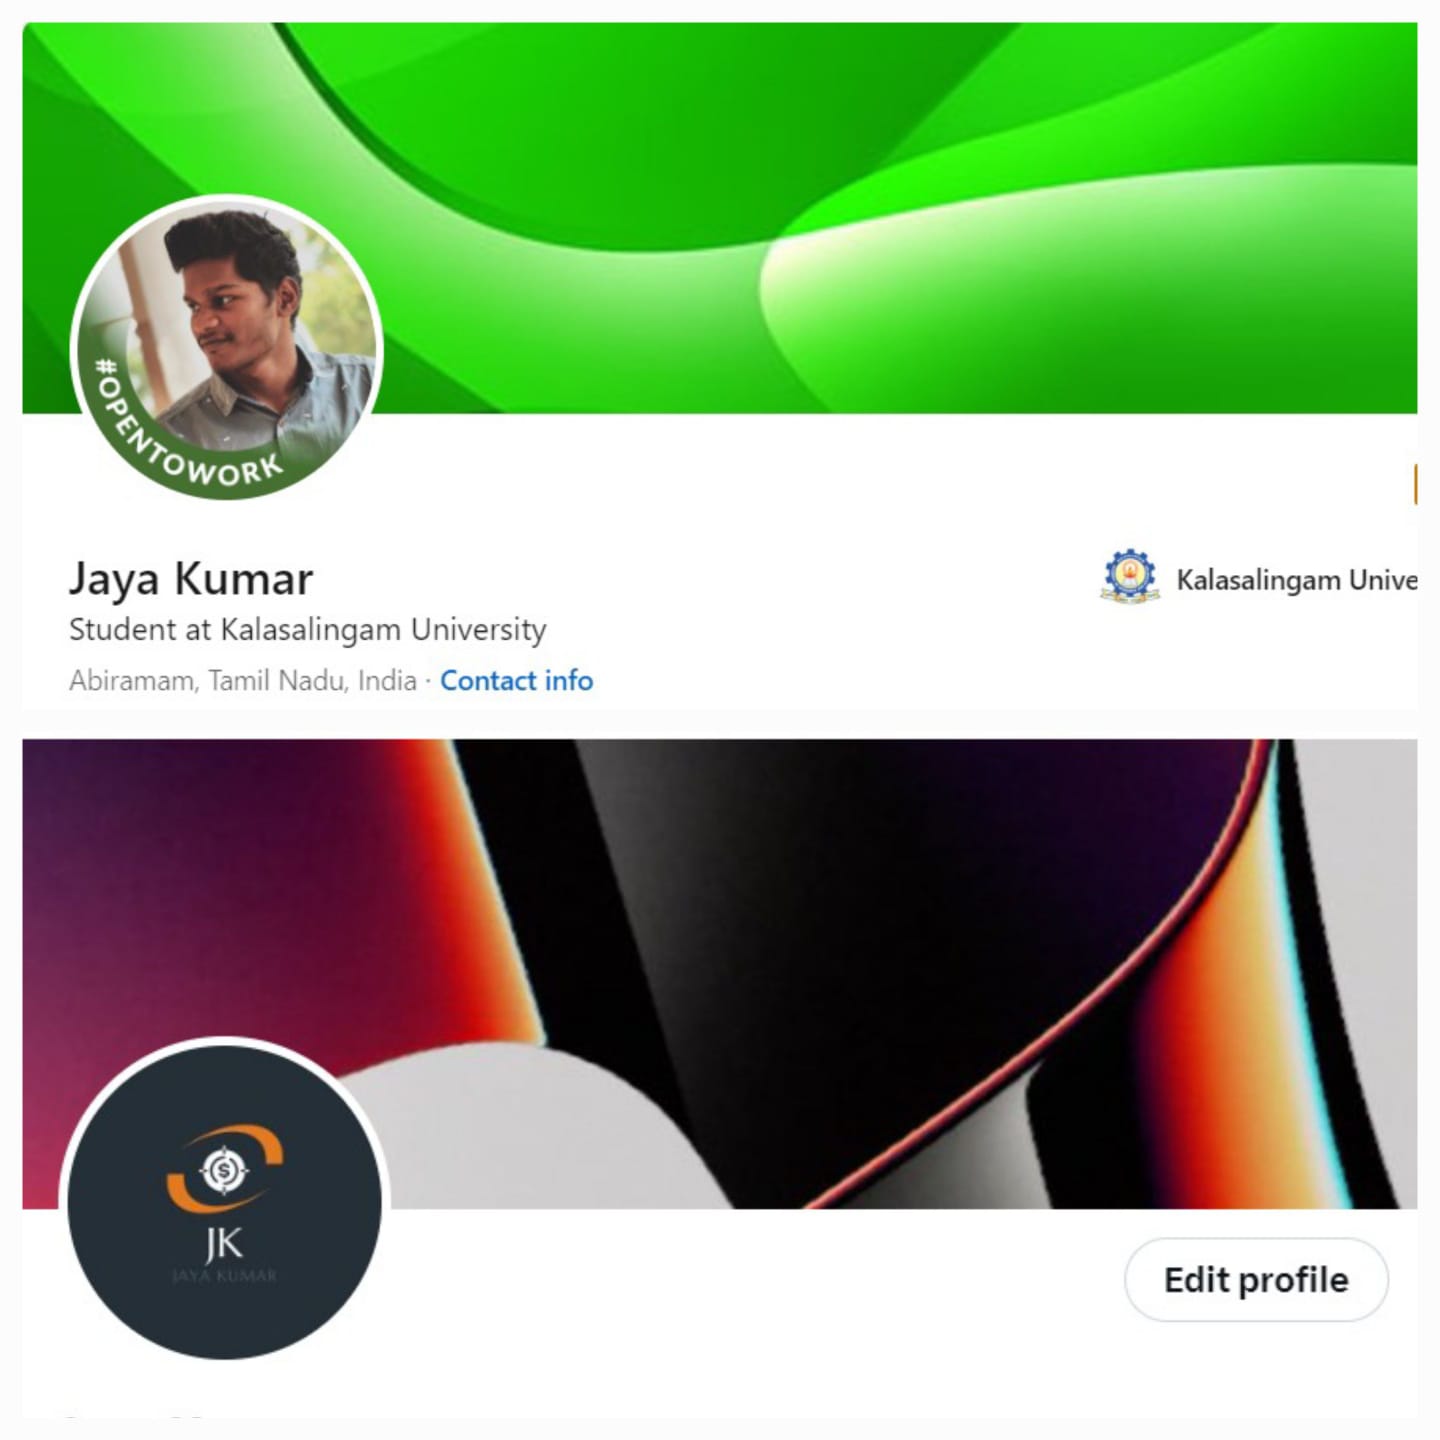 #OPENTOWORK
Jaya Kumar
Student at Kalasalingam University
Abiramam, Tamil Nadu, India · Contact info
Kalasalingam Unive
$
JK
JAYA KUMAR
Edit profile